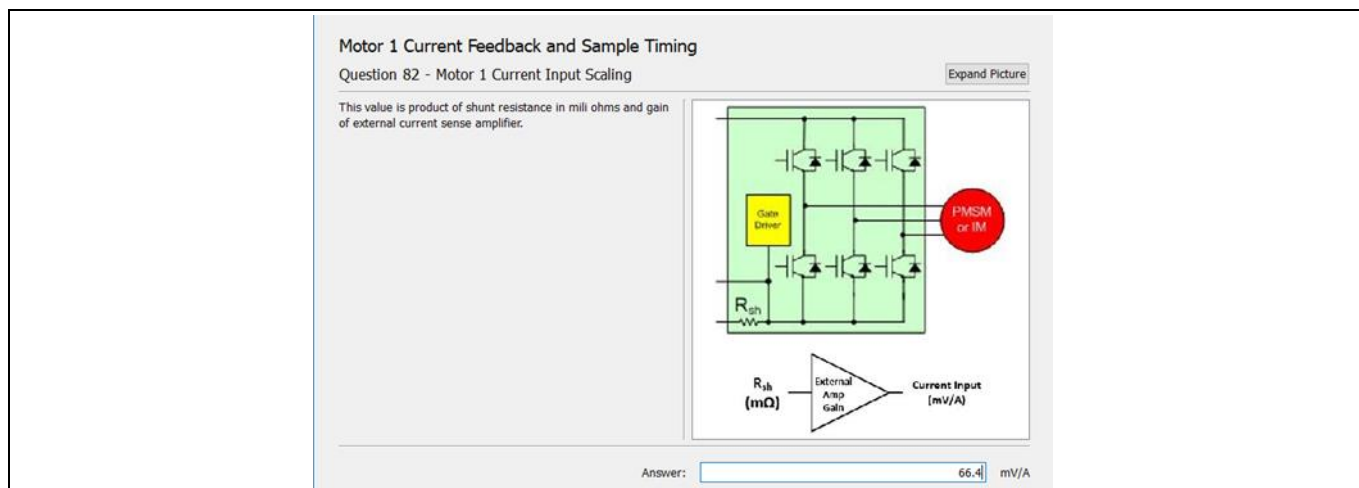 Motor 1 Current Feedback and Sample Timing
Question 82 - Motor 1 Current Input Scaling
Expand Picture
This value is product of shunt resistance in mili ohms and gain
of external current sense amplifier.
Gate
Driver
PMSM
or IM
Rsh
Rsh
(mΩ)
External
Amp
Gain
Current Input
(mV/A)
Answer:
66.4
mV/A